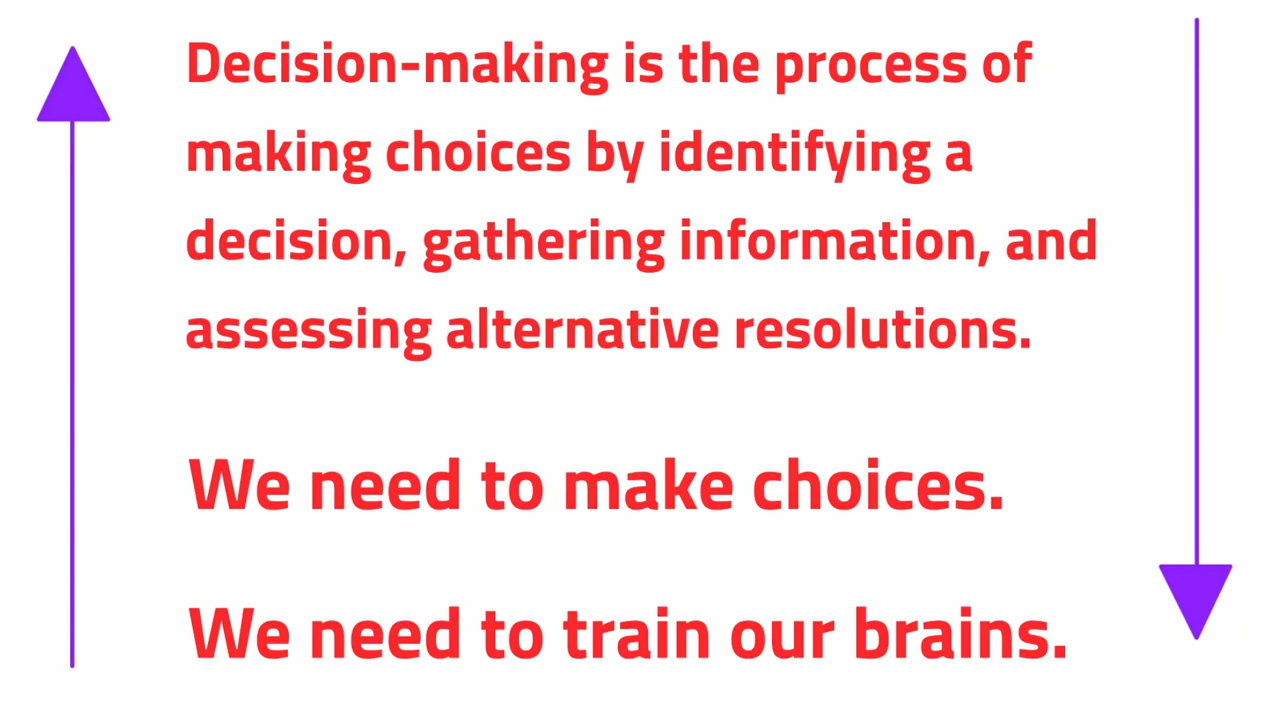 Decision-making is the process of
making choices by identifying a
decision, gathering information, and
assessing alternative resolutions.
We need to make choices.
We need to train our brains.